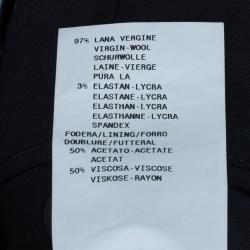 97% LANA VERGINE
VIRGIN-WOOL
SCHURWOLLE
LAINE-VIERGE
PURA LA
3% ELASTAN-LYCRA
ELASTANE-LYCRA
ELASTHAN-LYCRA
ELASTHANNE-LYCRA
SPANDEX
FODERA/LINING/FORRO
DOUBLURE/FUTTERAL
50% ACETATO-ACETATE
ACETAT
50% VISCOSA-VISCOSE
VISKOSE-RAYON